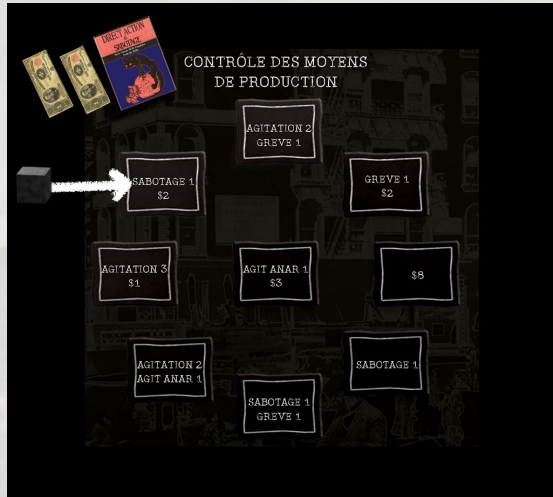 DIRECT ACTION
&
SABOTAGE
CONTRÔLE DES MOYENS
DE PRODUCTION
AGITATION 2
GREVE 1
SABOTAGE 1
$2
GREVE 1
$2
AGITATION 3
$1
AGIT ANAR 1
$3
$8
AGITATION 2
AGIT ANAR 1
SABOTAGE 1
GREVE 1
SABOTAGE 1